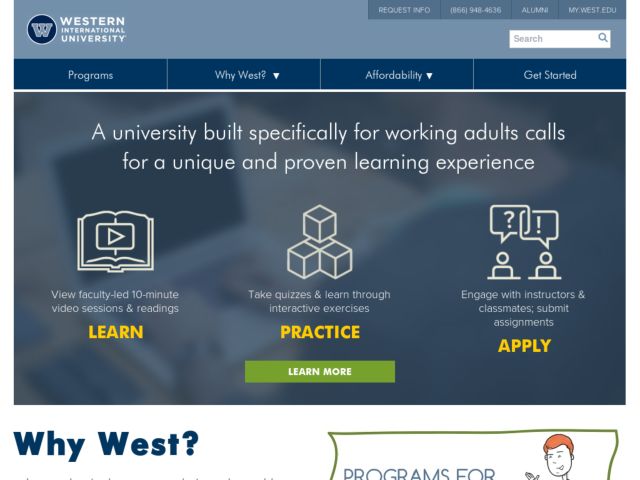 REQUEST INFO
(866) 948-4636
ALUMNI
MY.WEST.EDU
W
WESTERN
INTERNATIONAL
UNIVERSITY
Search
Programs
Why West? ▼
Affordability ▼
Get Started
A university built specifically for working adults calls
for a unique and proven learning experience
View faculty-led 10-minute
video sessions & readings
LEARN
Take quizzes & learn through
interactive exercises
PRACTICE
? !
Engage with instructors &
classmates; submit
assignments
APPLY
LEARN MORE
Why West?
PROGRAMS FOR